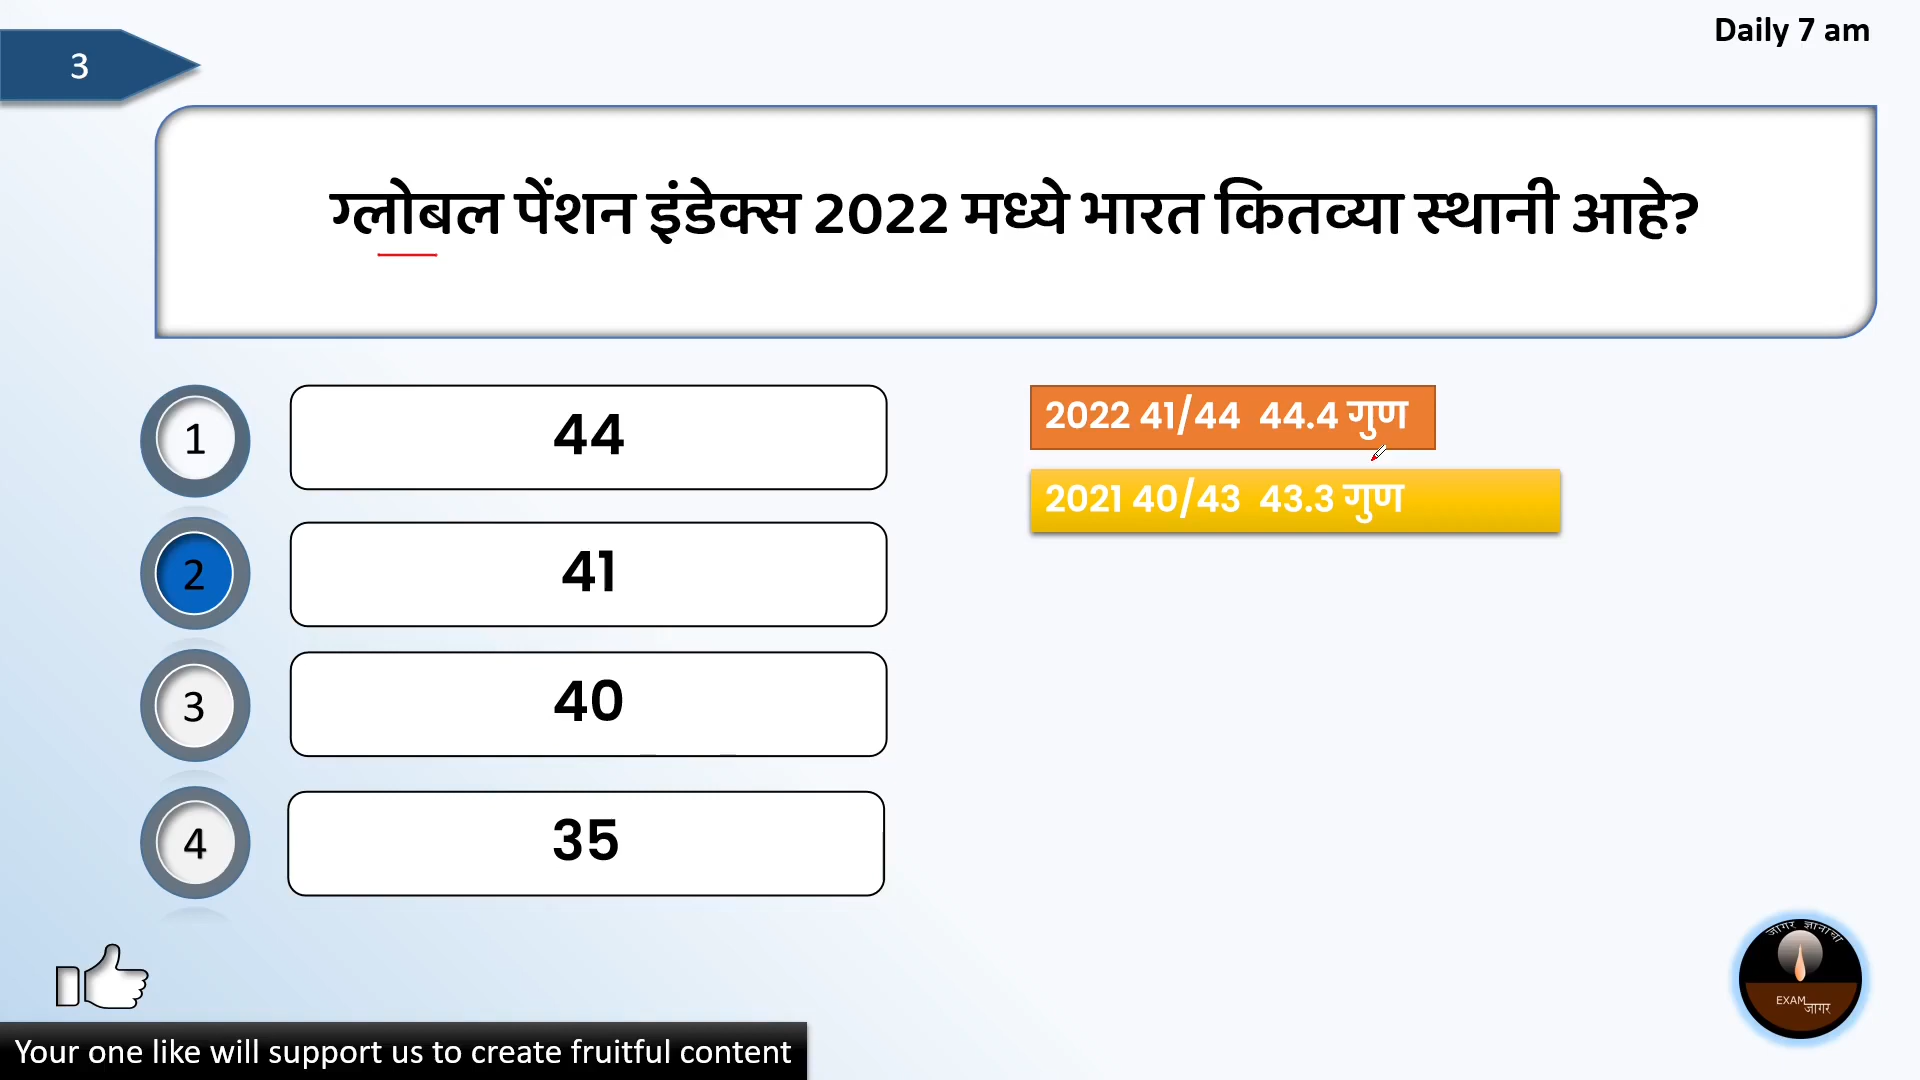 Daily 7 am
3
ग्लोबल पेंशन इंडेक्स 2022 मध्ये भारत कितव्या स्थानी आहे?
1
44
2
41
3
40
4
35
2022 41/44 44.4 गुण
2021 40/43 43.3 गुण
जागर ज्ञानाचा
EXAM
जागर
Your one like will support us to create fruitful content